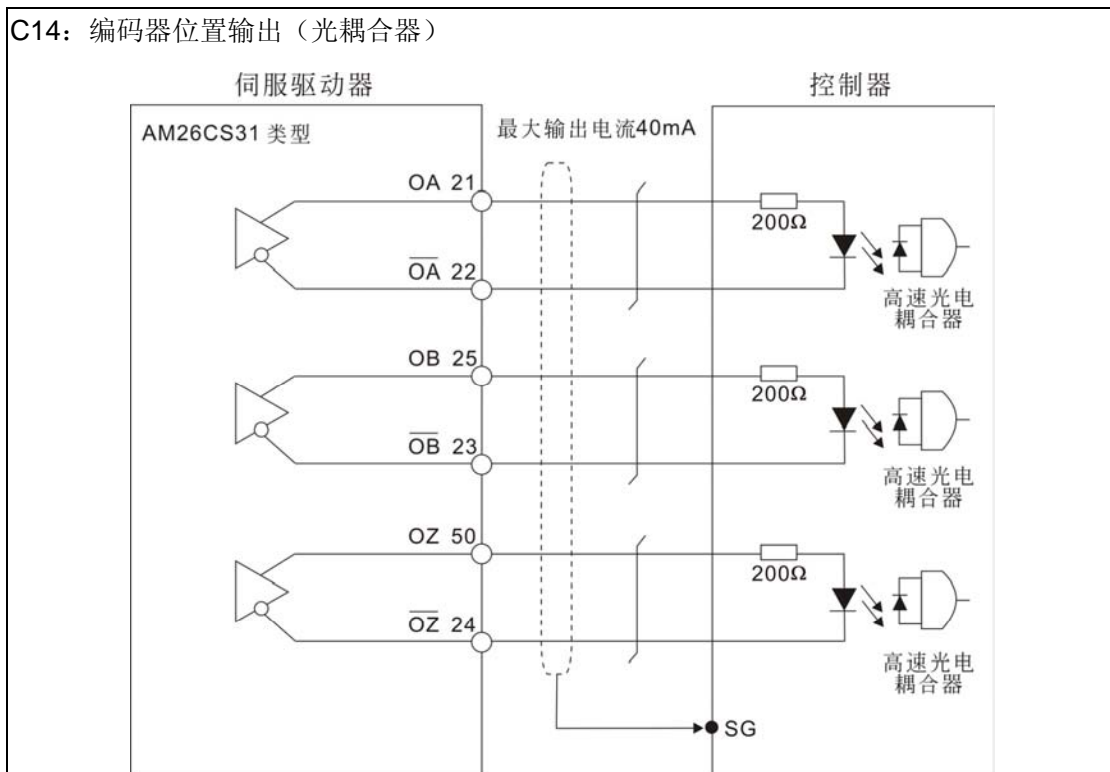 C14：编码器位置输出（光耦合器）
伺服驱动器
控制器
AM26CS31 类型
最大输出电流40mA
OA 21
200Ω
O̅A̅ 22
高速光电
耦合器
OB 25
200Ω
O̅B̅ 23
高速光电
耦合器
OZ 50
200Ω
O̅Z̅ 24
高速光电
耦合器
SG